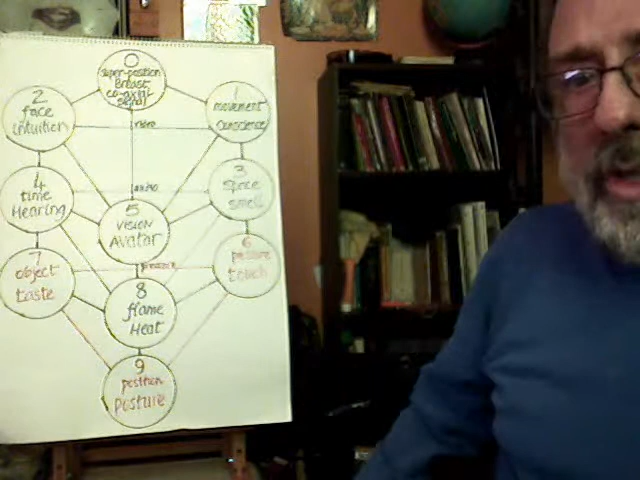 0
super-position
Breast
co-axial
signal
1
movement
Conscience
2
face
intuition
retro
3
Space
smell
4
time
Hearing
5
VISION
AVATAR
6
posture
touch
7
object
taste
8
flame
Heat
9
position
Posture